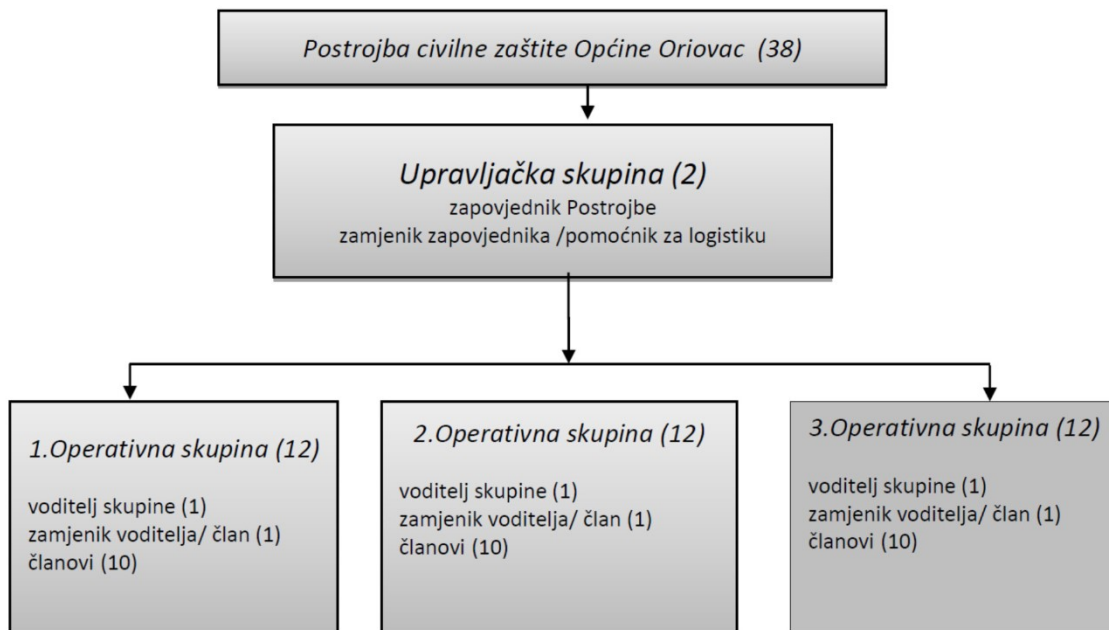 Postrojba civilne zaštite Općine Oriovac (38)
Upravljačka skupina (2)
zapovjednik Postrojbe
zamjenik zapovjednika /pomoćnik za logistiku
1.Operativna skupina (12)
voditelj skupine (1)
zamjenik voditelja/ član (1)
članovi (10)
2.Operativna skupina (12)
voditelj skupine (1)
zamjenik voditelja/ član (1)
članovi (10)
3.Operativna skupina (12)
voditelj skupine (1)
zamjenik voditelja/ član (1)
članovi (10)